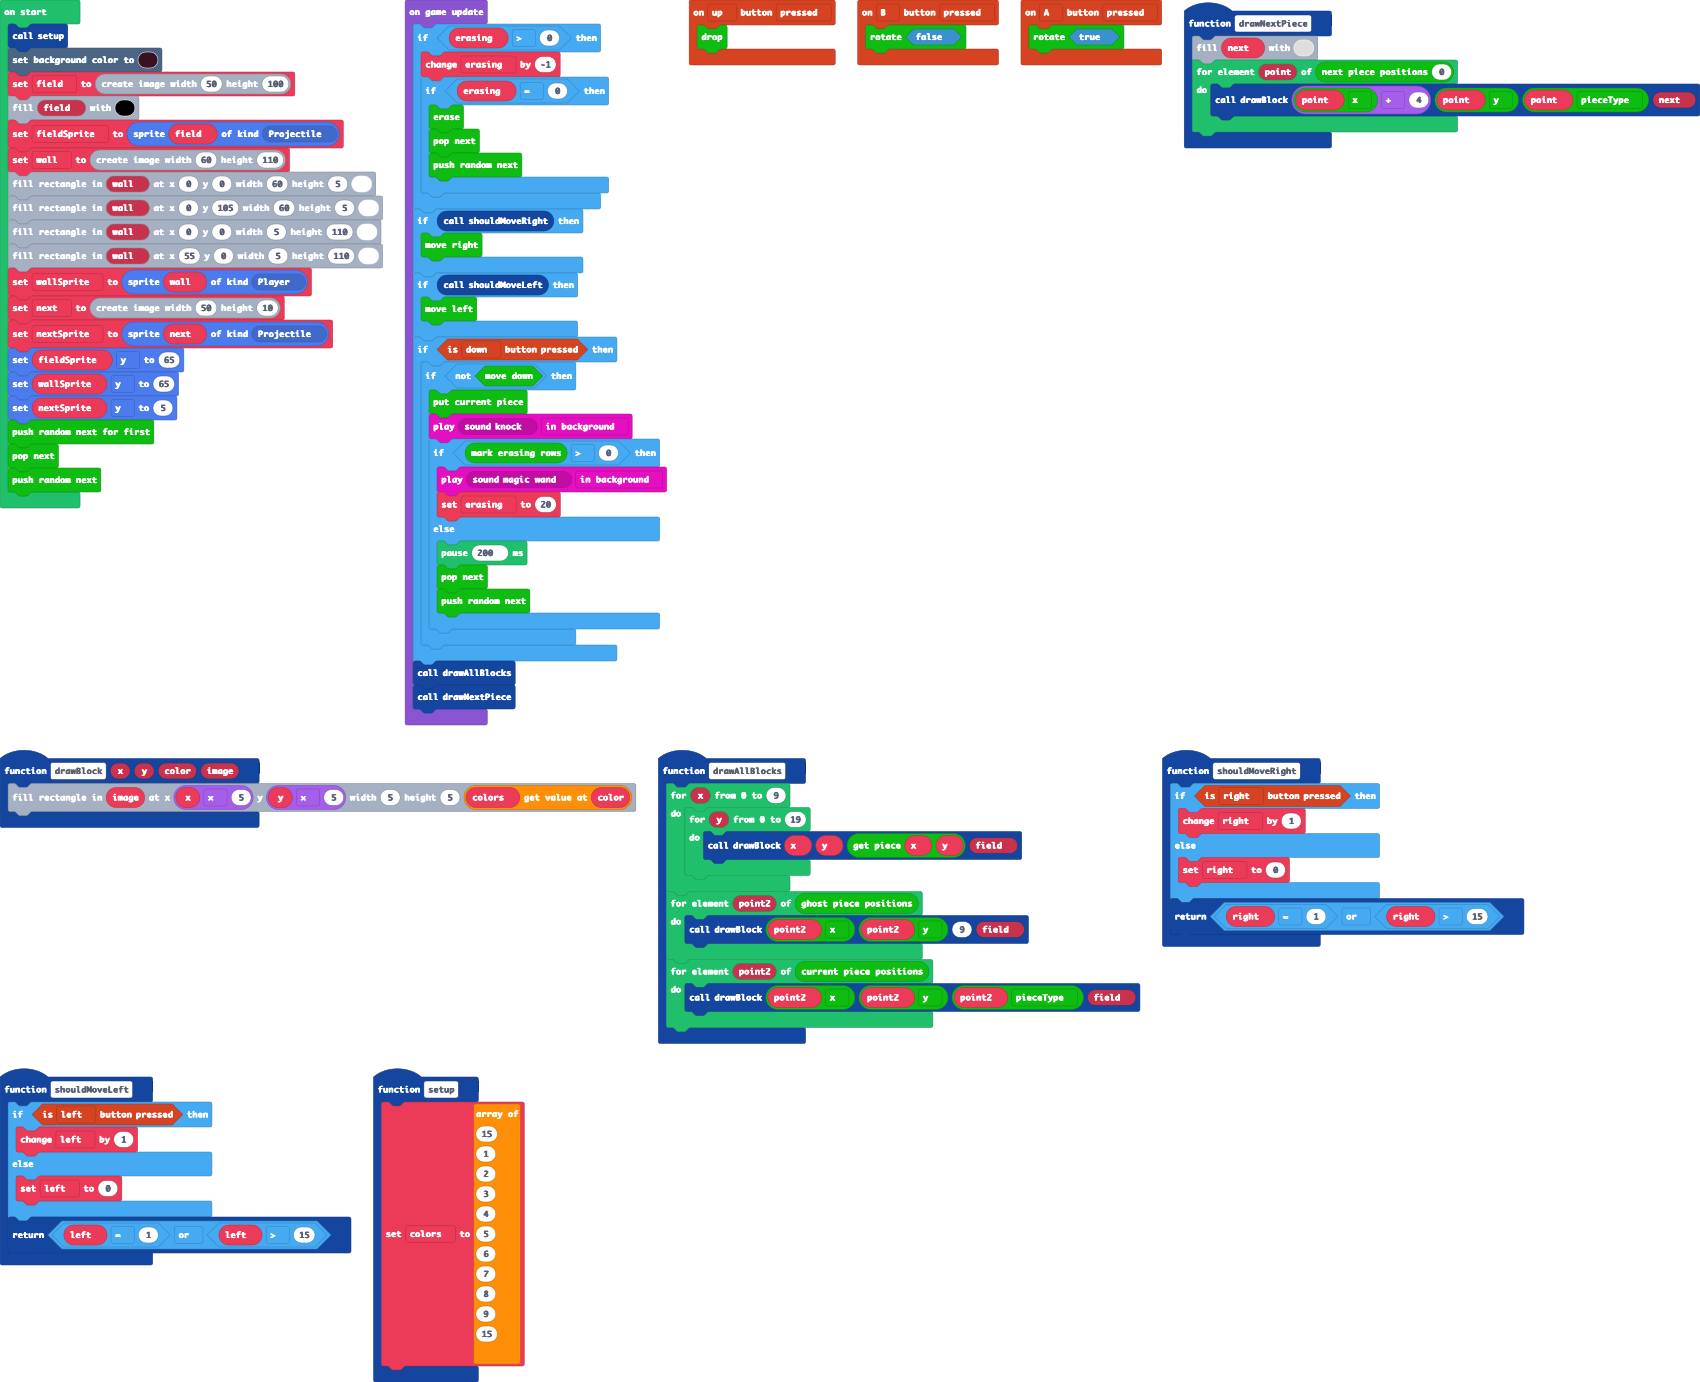 on start
call setup
set background color to
set field to create image width 50 height 100
fill field with
set fieldSprite to sprite field of kind Projectile
set wall to create image width 60 height 110
fill rectangle in wall at x 0 y 0 width 60 height 5
fill rectangle in wall at x 0 y 105 width 60 height 5
fill rectangle in wall at x 0 y 0 width 5 height 110
fill rectangle in wall at x 55 y 0 width 5 height 110
set wallSprite to sprite wall of kind Player
set next to create image width 50 height 10
set nextSprite to sprite next of kind Projectile
set fieldSprite y to 65
set wallSprite y to 65
set nextSprite y to 5
push random next for first
pop next
push random next
on game update
if erasing > 0 then
change erasing by -1
if erasing = 0 then
erase
pop next
push random next
if call shouldMoveRight then
move right
if call shouldMoveLeft then
move left
if is down button pressed then
if not move down then
put current piece
play sound knock in background
if mark erasing rows > 0 then
play sound magic wand in background
set erasing to 20
else
pause 200 ms
pop next
push random next
call drawAllBlocks
call drawNextPiece
on up button pressed
drop
on B button pressed
rotate false
on A button pressed
rotate true
function drawNextPiece
fill next with
for element point of next piece positions 0
do call drawBlock point x + 4 point y point pieceType next
function drawBlock x y color image
fill rectangle in image at x x × 5 y y × 5 width 5 height 5 colors get value at color
function drawAllBlocks
for x from 0 to 9
do for y from 0 to 19
do call drawBlock x y get piece x y field
for element point2 of ghost piece positions
do call drawBlock point2 x point2 y 9 field
for element point2 of current piece positions
do call drawBlock point2 x point2 y point2 pieceType field
function shouldMoveRight
if is right button pressed then
change right by 1
else
set right to 0
return right = 1 or right > 15
function shouldMoveLeft
if is left button pressed then
change left by 1
else
set left to 0
return left = 1 or left > 15
function setup
set colors to array of
15
1
2
3
4
5
6
7
8
9
15